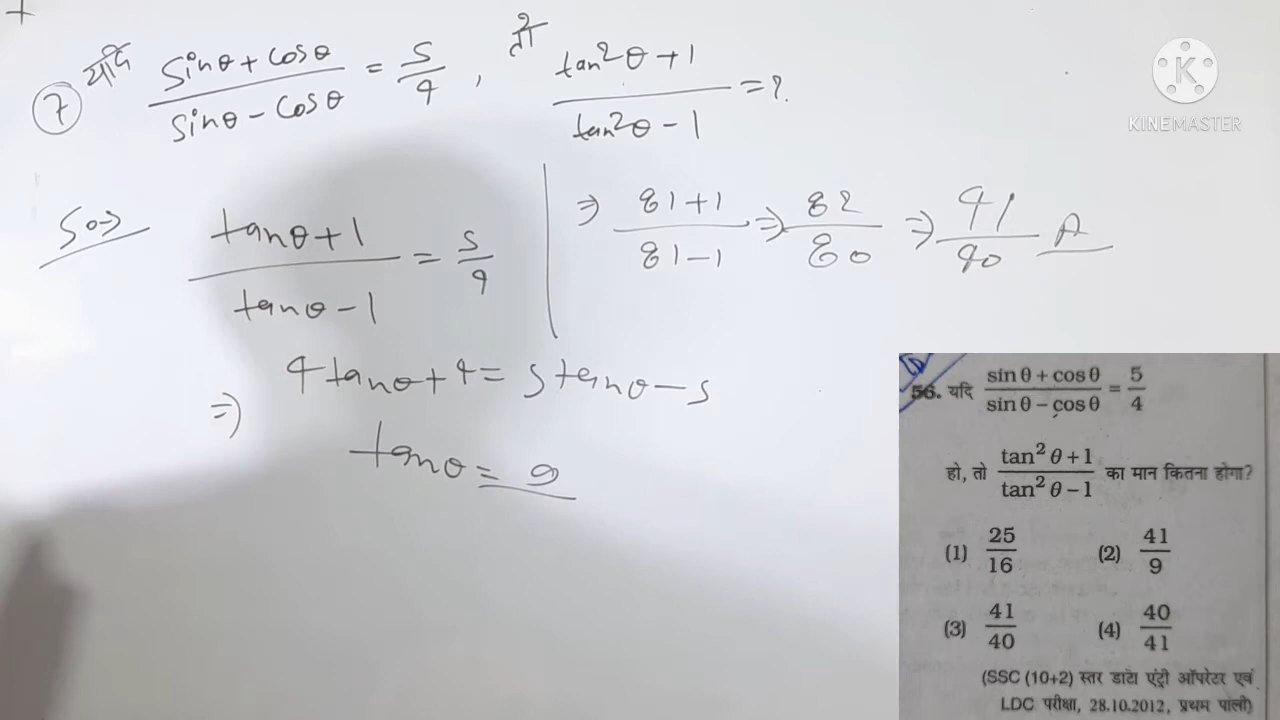 ⑦ यदि (sinθ + cosθ)/(sinθ − cosθ) = 5/4 , तो (tan²θ + 1)/(tan²θ − 1) = ?
KINEMASTER
So→ (tanθ + 1)/(tanθ − 1) = 5/4
⇒ 4tanθ + 4 = 5tanθ − 5
tanθ = 9
⇒ (81+1)/(81−1) ⇒ 82/80 ⇒ 41/40 A
56. यदि (sin θ + cos θ)/(sin θ − cos θ) = 5/4
हो, तो (tan² θ + 1)/(tan² θ − 1) का मान कितना होगा?
(1) 25/16 (2) 41/9
(3) 41/40 (4) 40/41
(SSC (10+2) स्तर डाटा एंट्री ऑपरेटर एवं
LDC परीक्षा, 28.10.2012, प्रथम पाली)